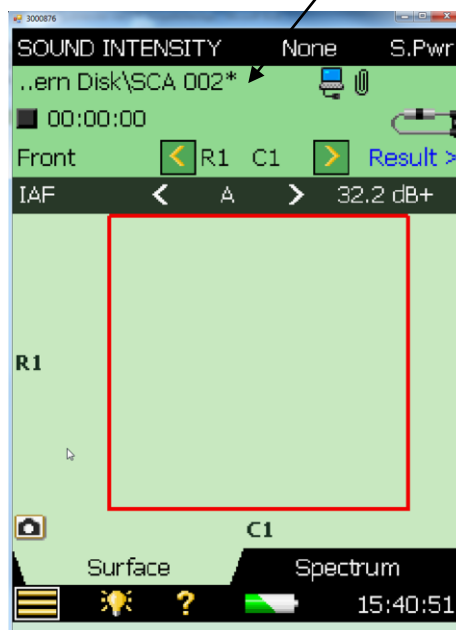 3000876
SOUND INTENSITY None S.Pwr
..ern Disk\SCA 002*
00:00:00
Front < R1 C1 > Result >
IAF < A > 32.2 dB+
R1
C1
Surface Spectrum
? 15:40:51